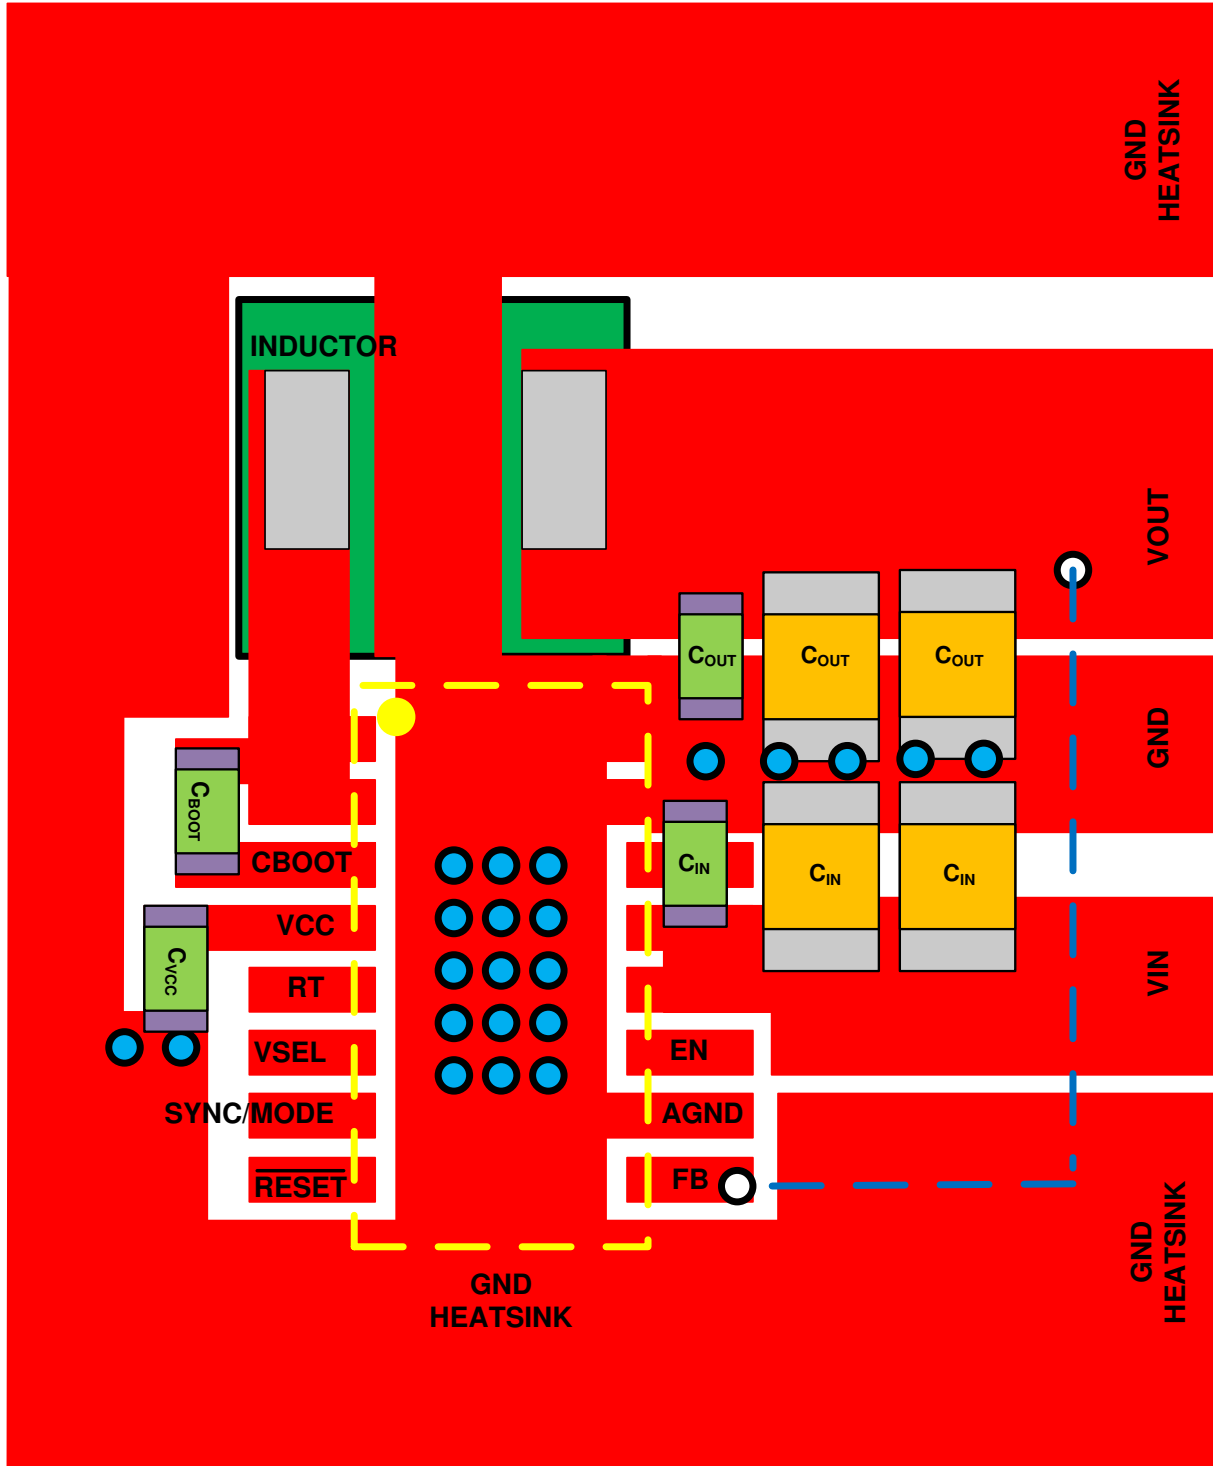 GND
HEATSINK
INDUCTOR
VOUT
COUT
COUT
COUT
GND
CBOOT
CBOOT
CIN
CIN
CIN
VCC
CVCC
VIN
RT
VSEL
EN
SYNC/MODE
AGND
RESET
FB
GND
HEATSINK
GND
HEATSINK